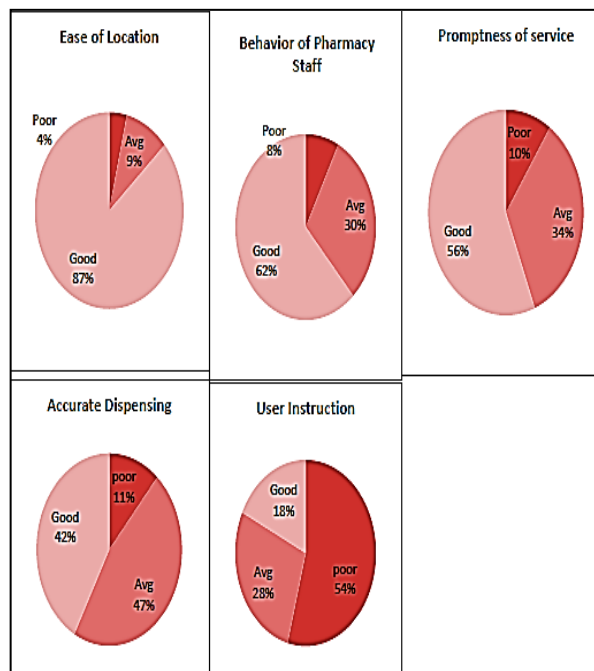 Ease of Location
Poor
4%
Avg
9%
Good
87%
Behavior of Pharmacy
Staff
Poor
8%
Avg
30%
Good
62%
Promptness of service
Poor
10%
Avg
34%
Good
56%
Accurate Dispensing
poor
11%
Good
42%
Avg
47%
User Instruction
Good
18%
Avg
28%
poor
54%